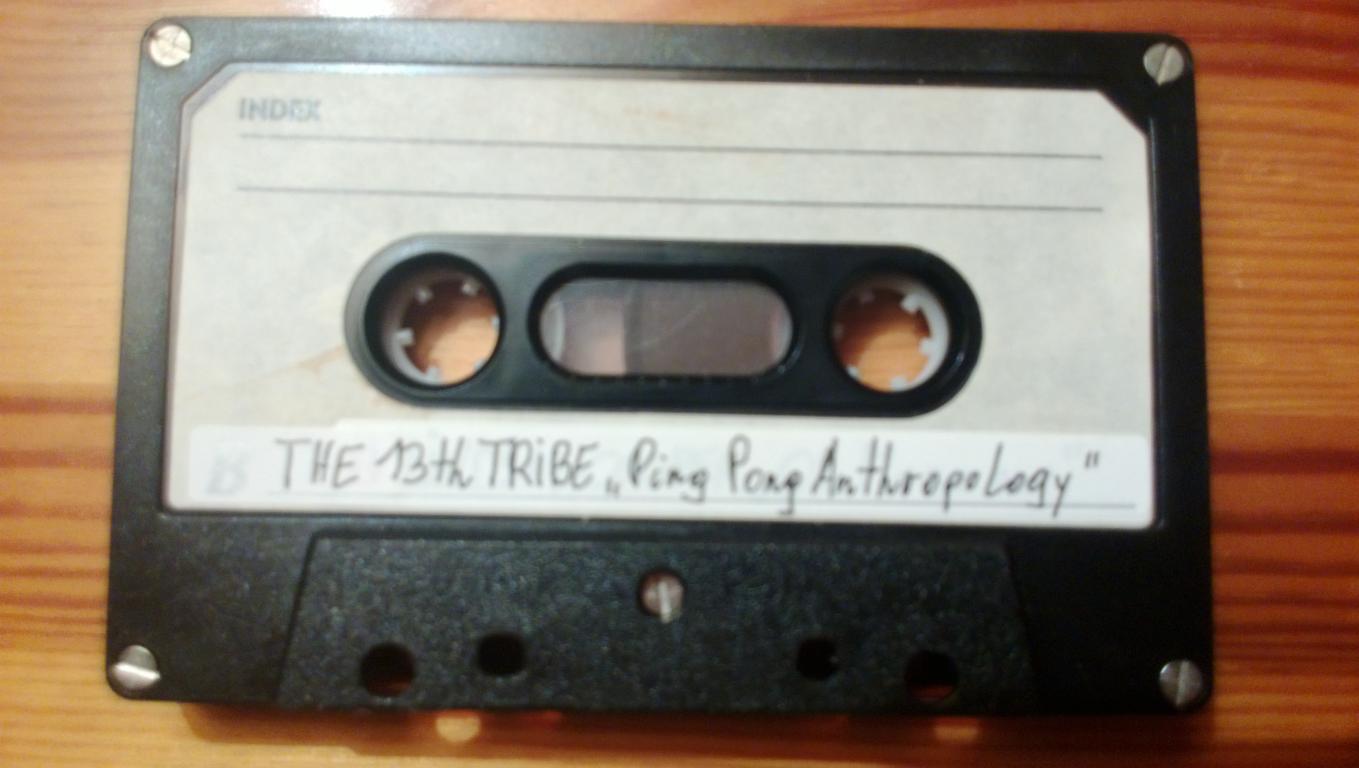 INDEX
B THE 13th TRiBE „Ping Pong Anthropology"